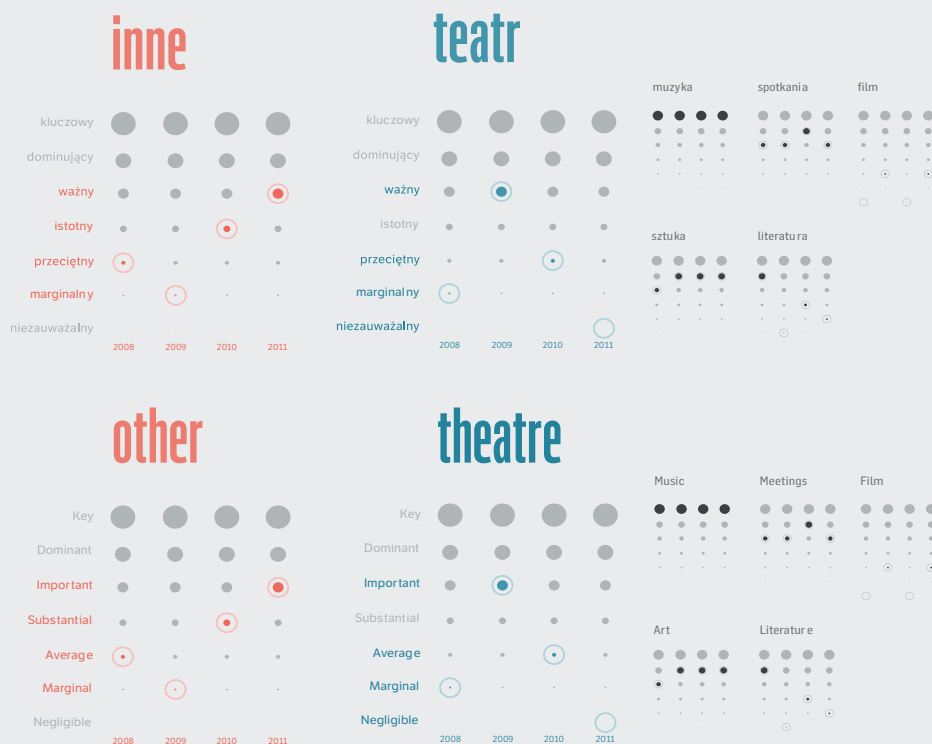 inne
kluczowy
dominujący
ważny
istotny
przeciętny
marginalny
niezauważalny
2008 2009 2010 2011
teatr
kluczowy
dominujący
ważny
istotny
przeciętny
marginalny
niezauważalny
2008 2009 2010 2011
muzyka spotkania film
sztuka literatura
other
Key
Dominant
Important
Substantial
Average
Marginal
Negligible
2008 2009 2010 2011
theatre
Key
Dominant
Important
Substantial
Average
Marginal
Negligible
2008 2009 2010 2011
Music Meetings Film
Art Literature